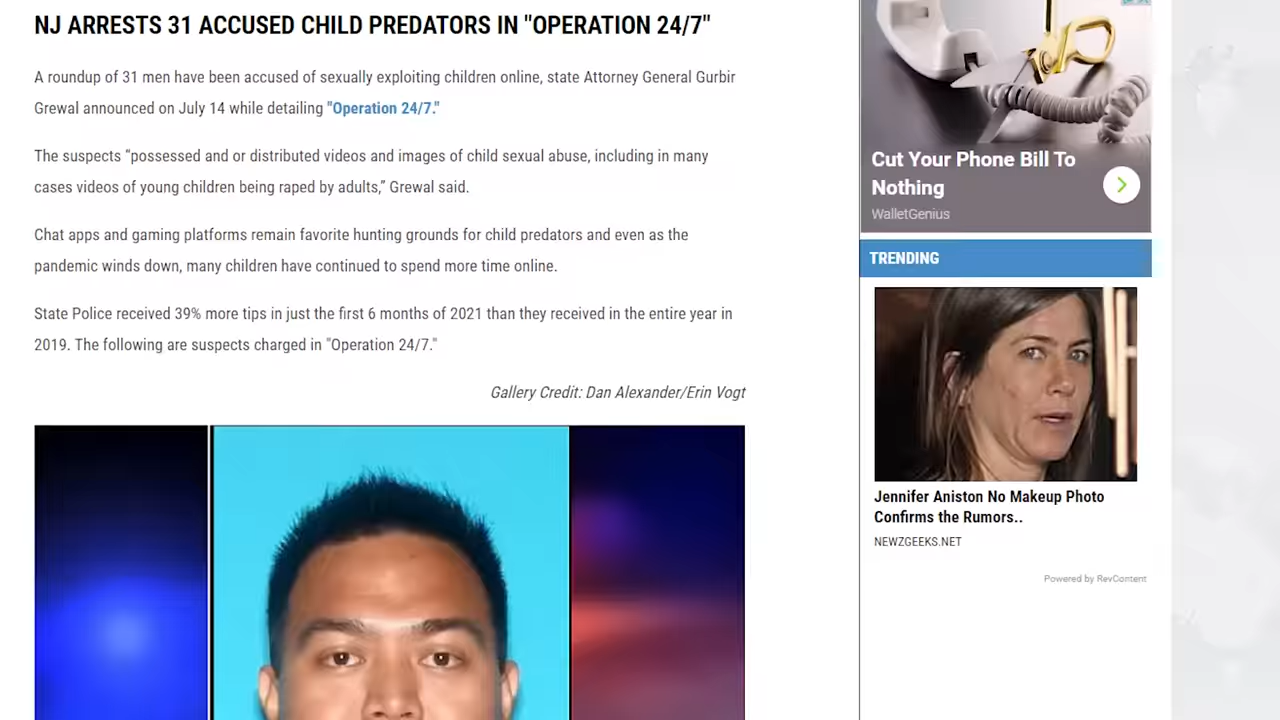 NJ ARRESTS 31 ACCUSED CHILD PREDATORS IN "OPERATION 24/7"
A roundup of 31 men have been accused of sexually exploiting children online, state Attorney General Gurbir
Grewal announced on July 14 while detailing "Operation 24/7."
The suspects “possessed and or distributed videos and images of child sexual abuse, including in many
cases videos of young children being raped by adults,” Grewal said.
Chat apps and gaming platforms remain favorite hunting grounds for child predators and even as the
pandemic winds down, many children have continued to spend more time online.
State Police received 39% more tips in just the first 6 months of 2021 than they received in the entire year in
2019. The following are suspects charged in "Operation 24/7."
Gallery Credit: Dan Alexander/Erin Vogt
Cut Your Phone Bill To
Nothing
WalletGenius
TRENDING
Jennifer Aniston No Makeup Photo
Confirms the Rumors..
NEWZGEEKS.NET
Powered by RevContent